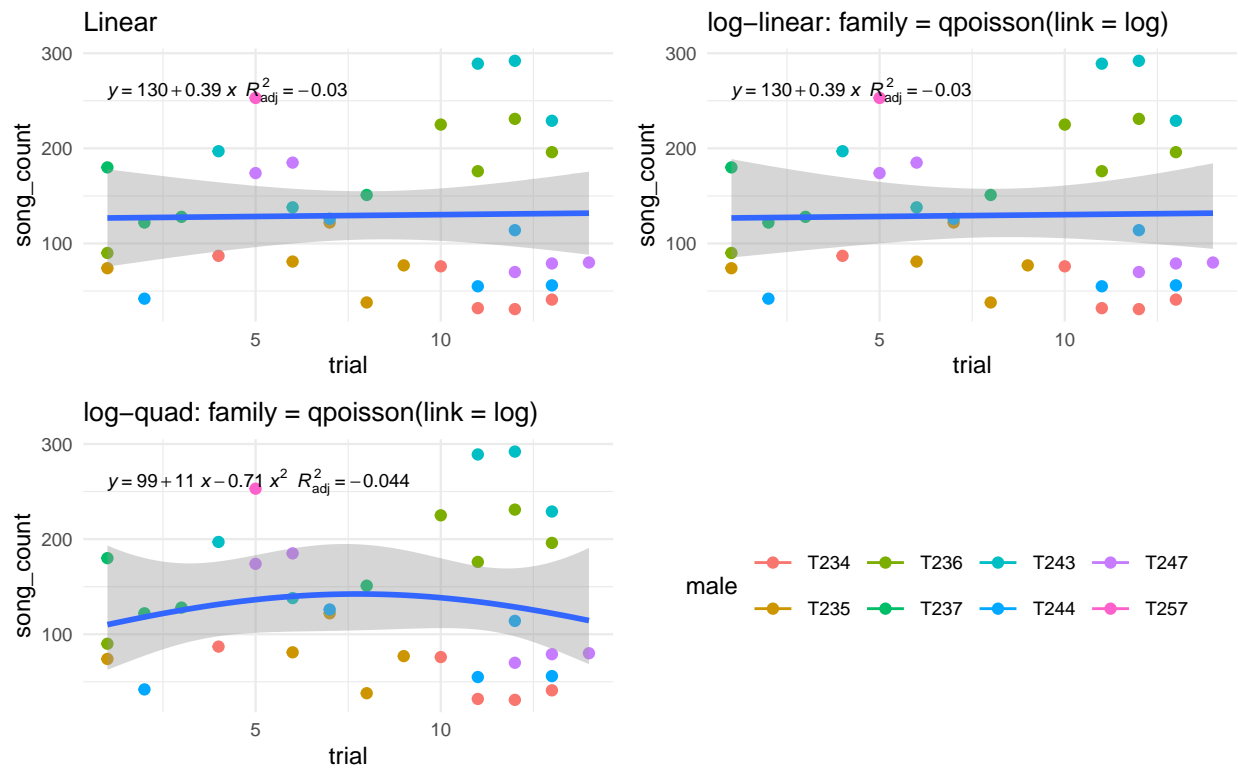 Linear
log−linear: family = qpoisson(link = log)
300
200
100
song_count
y = 130 + 0.39 x R²adj = −0.03
5
10
trial
300
200
100
song_count
y = 130 + 0.39 x R²adj = −0.03
5
10
trial
log−quad: family = qpoisson(link = log)
300
200
100
song_count
y = 99 + 11 x − 0.71 x² R²adj = −0.044
5
10
trial
male
T234
T236
T243
T247
T235
T237
T244
T257